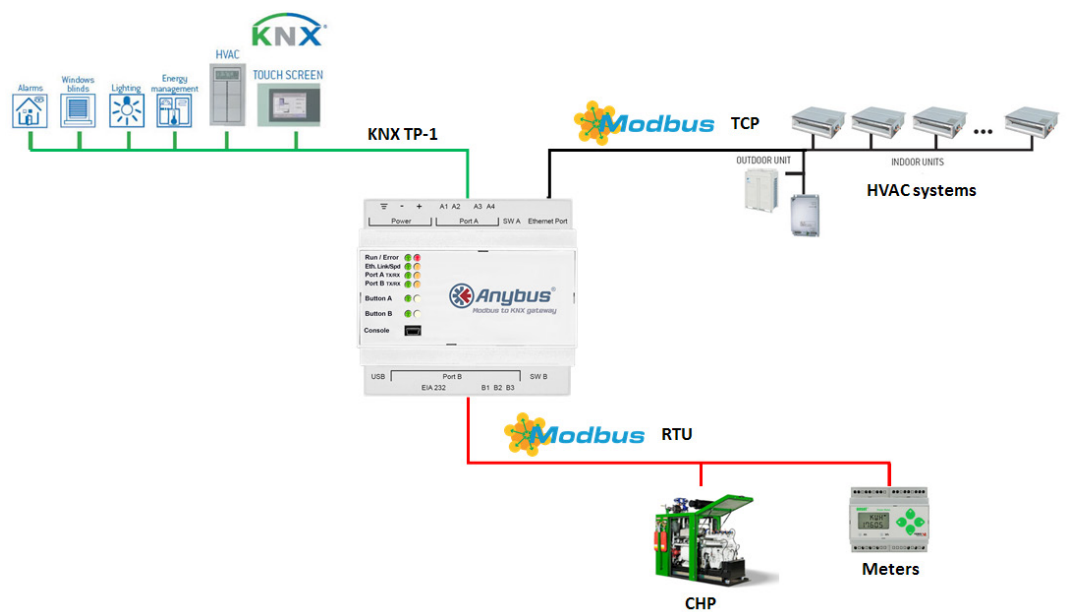 KNX®
HVAC
TOUCH SCREEN
Alarms
Windows
blinds
Lighting
Energy
management
KNX TP-1
Modbus TCP
OUTDOOR UNIT
INDOOR UNITS
HVAC systems
- +
A1 A2 A3 A4
Power
Port A
SW A
Ethernet Port
Run / Error
Eth. Link/Spd
Port A TX/RX
Port B TX/RX
Button A
Button B
Console
Anybus®
Modbus to KNX gateway
USB
Port B
SW B
EIA 232
B1 B2 B3
Modbus RTU
CHP
Meters